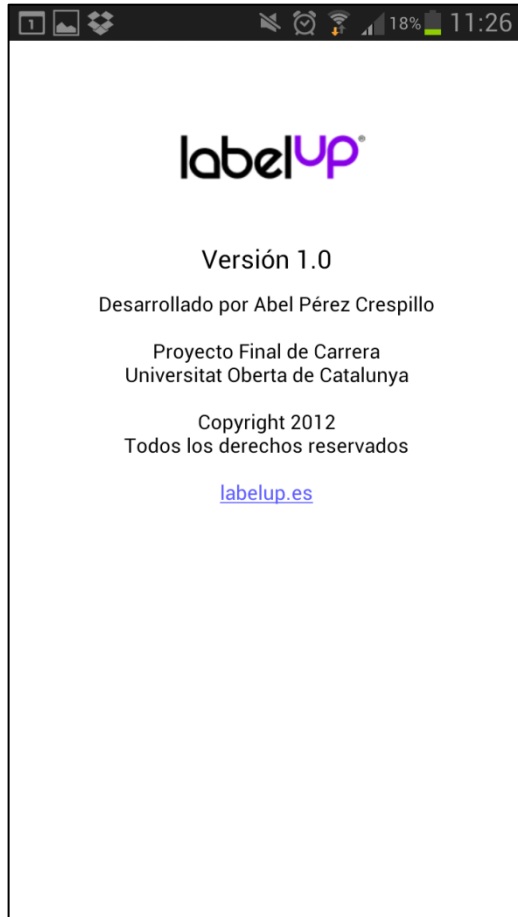 1
18%
11:26
labelup®
Versión 1.0
Desarrollado por Abel Pérez Crespillo
Proyecto Final de Carrera
Universitat Oberta de Catalunya
Copyright 2012
Todos los derechos reservados
labelup.es